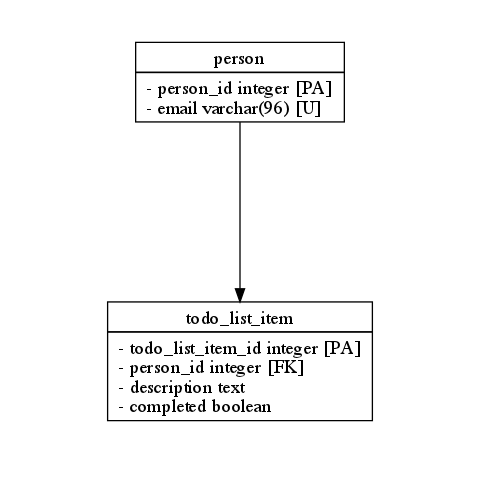 person
- person_id integer [PA]
- email varchar(96) [U]
todo_list_item
- todo_list_item_id integer [PA]
- person_id integer [FK]
- description text
- completed boolean